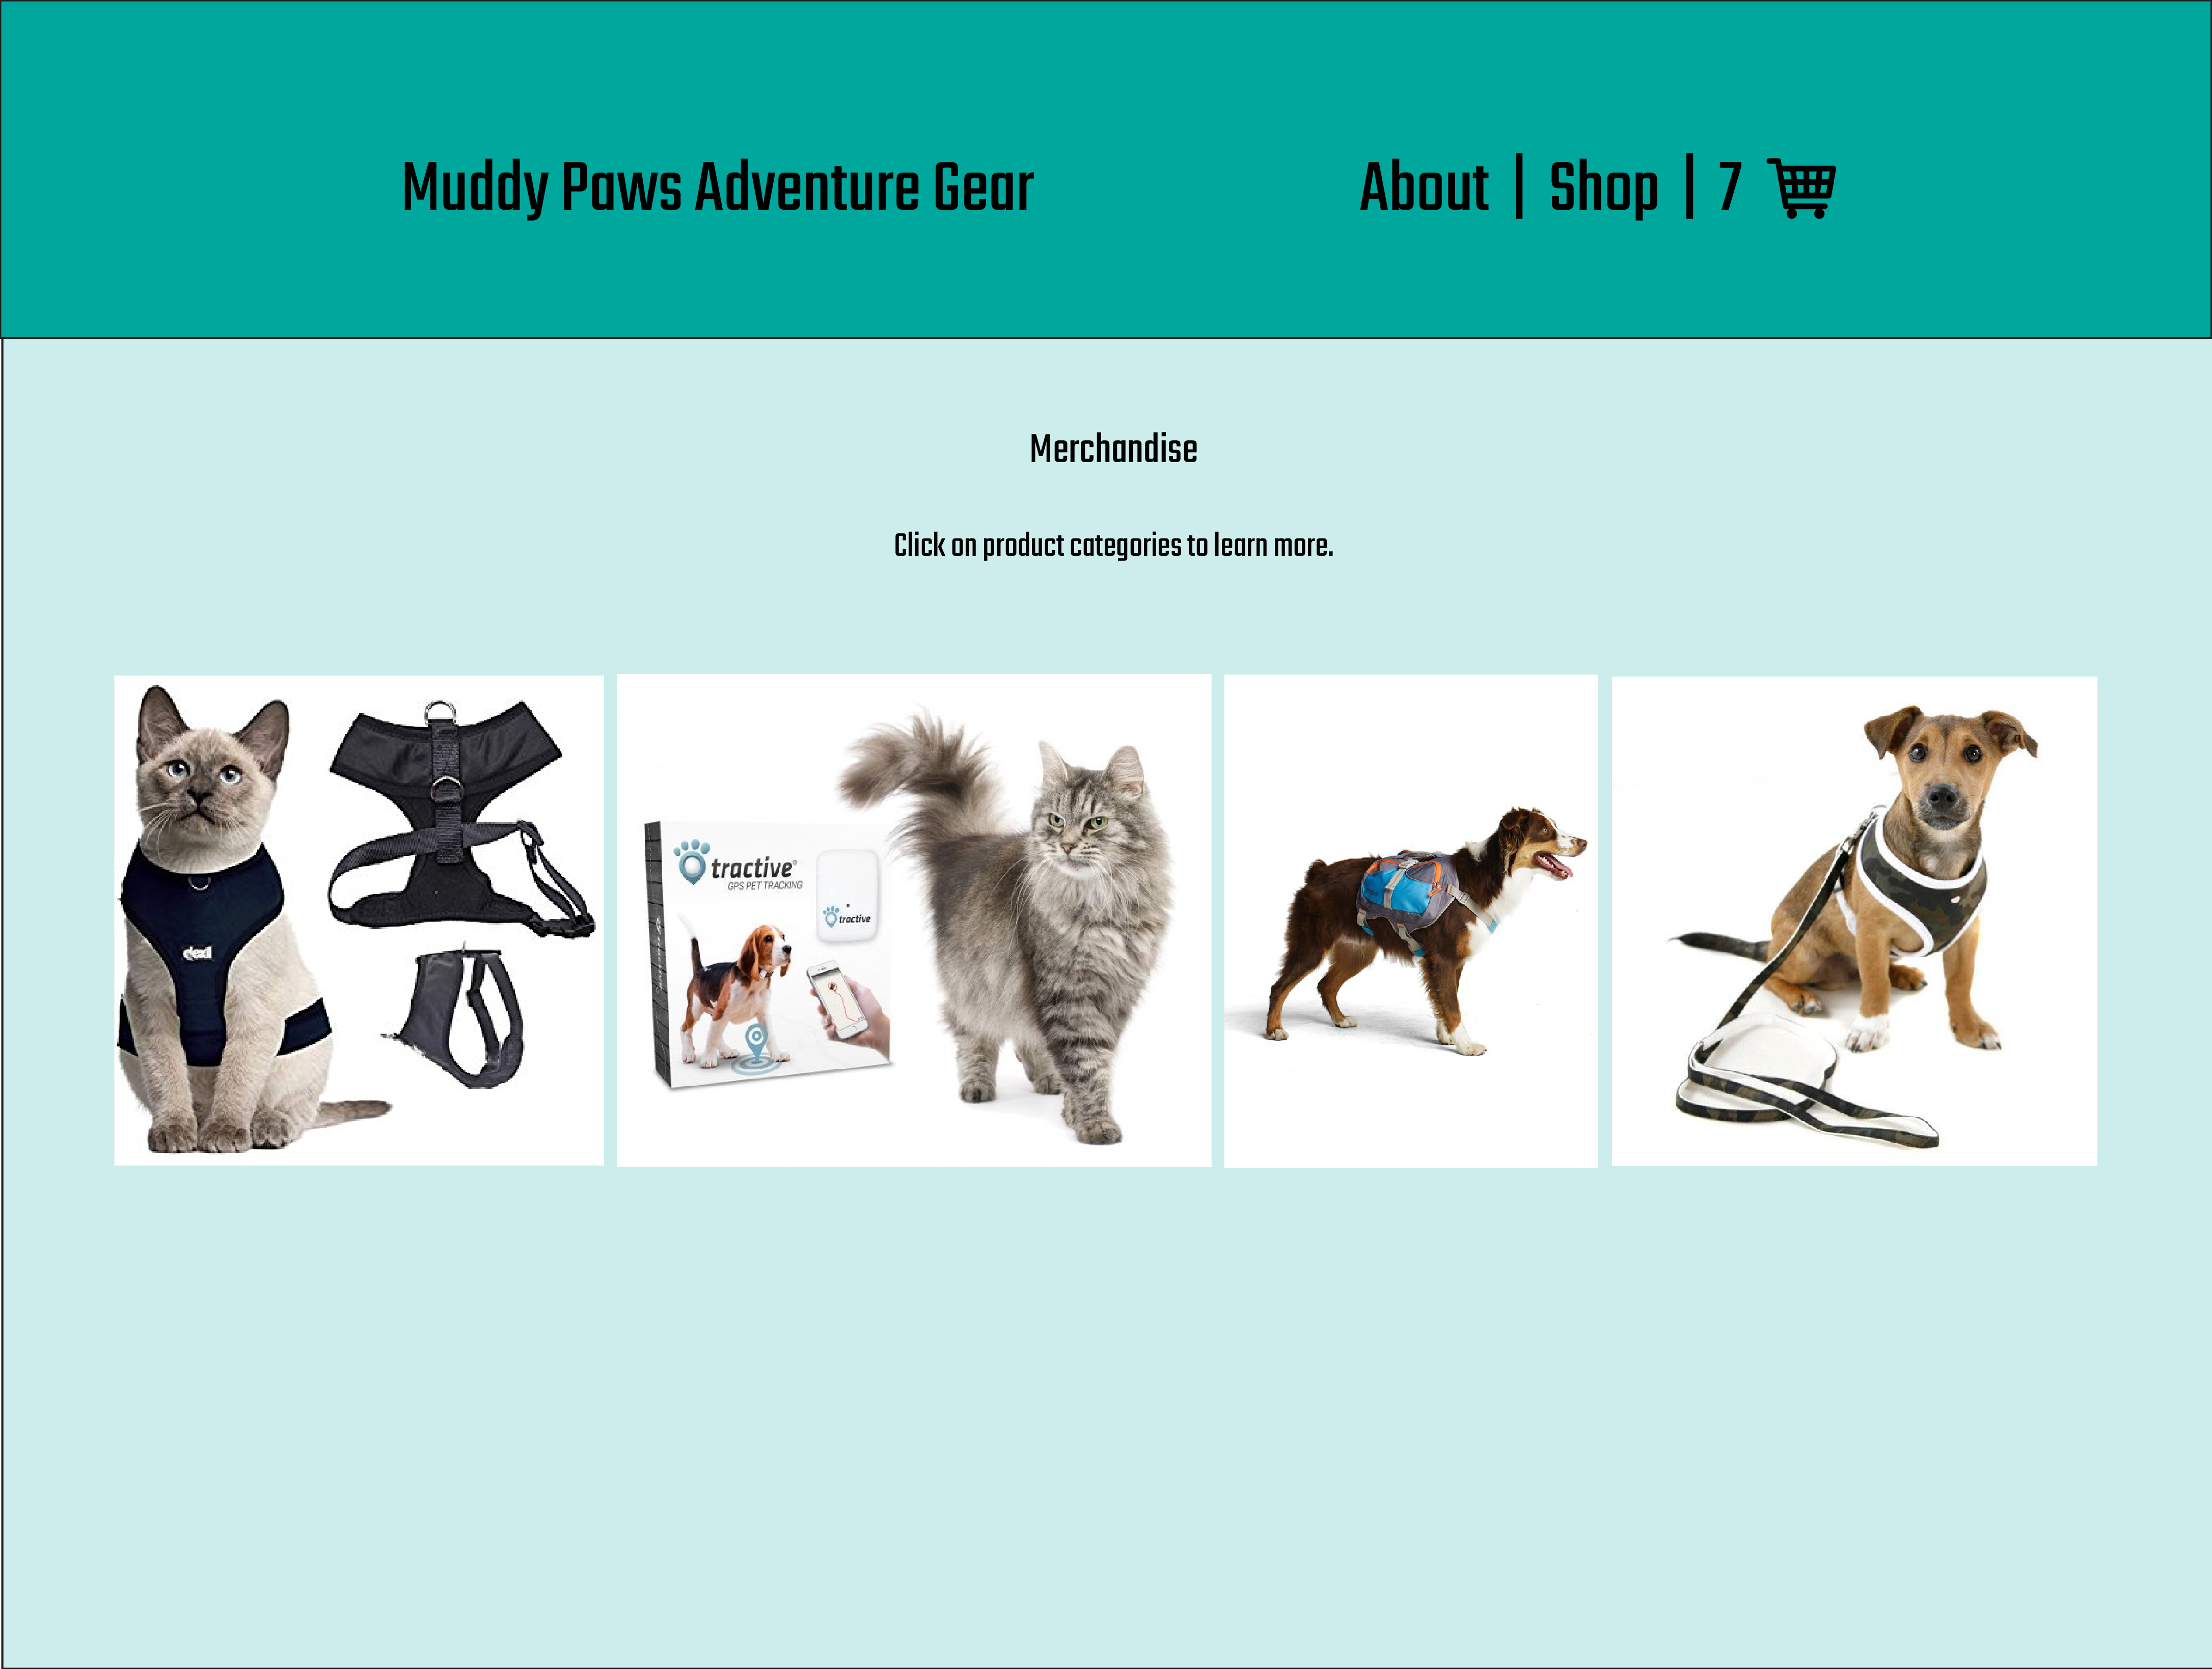 Muddy Paws Adventure Gear
About | Shop | 7
Merchandise
Click on product categories to learn more.
dexil
tractive®
GPS PET TRACKING
tractive